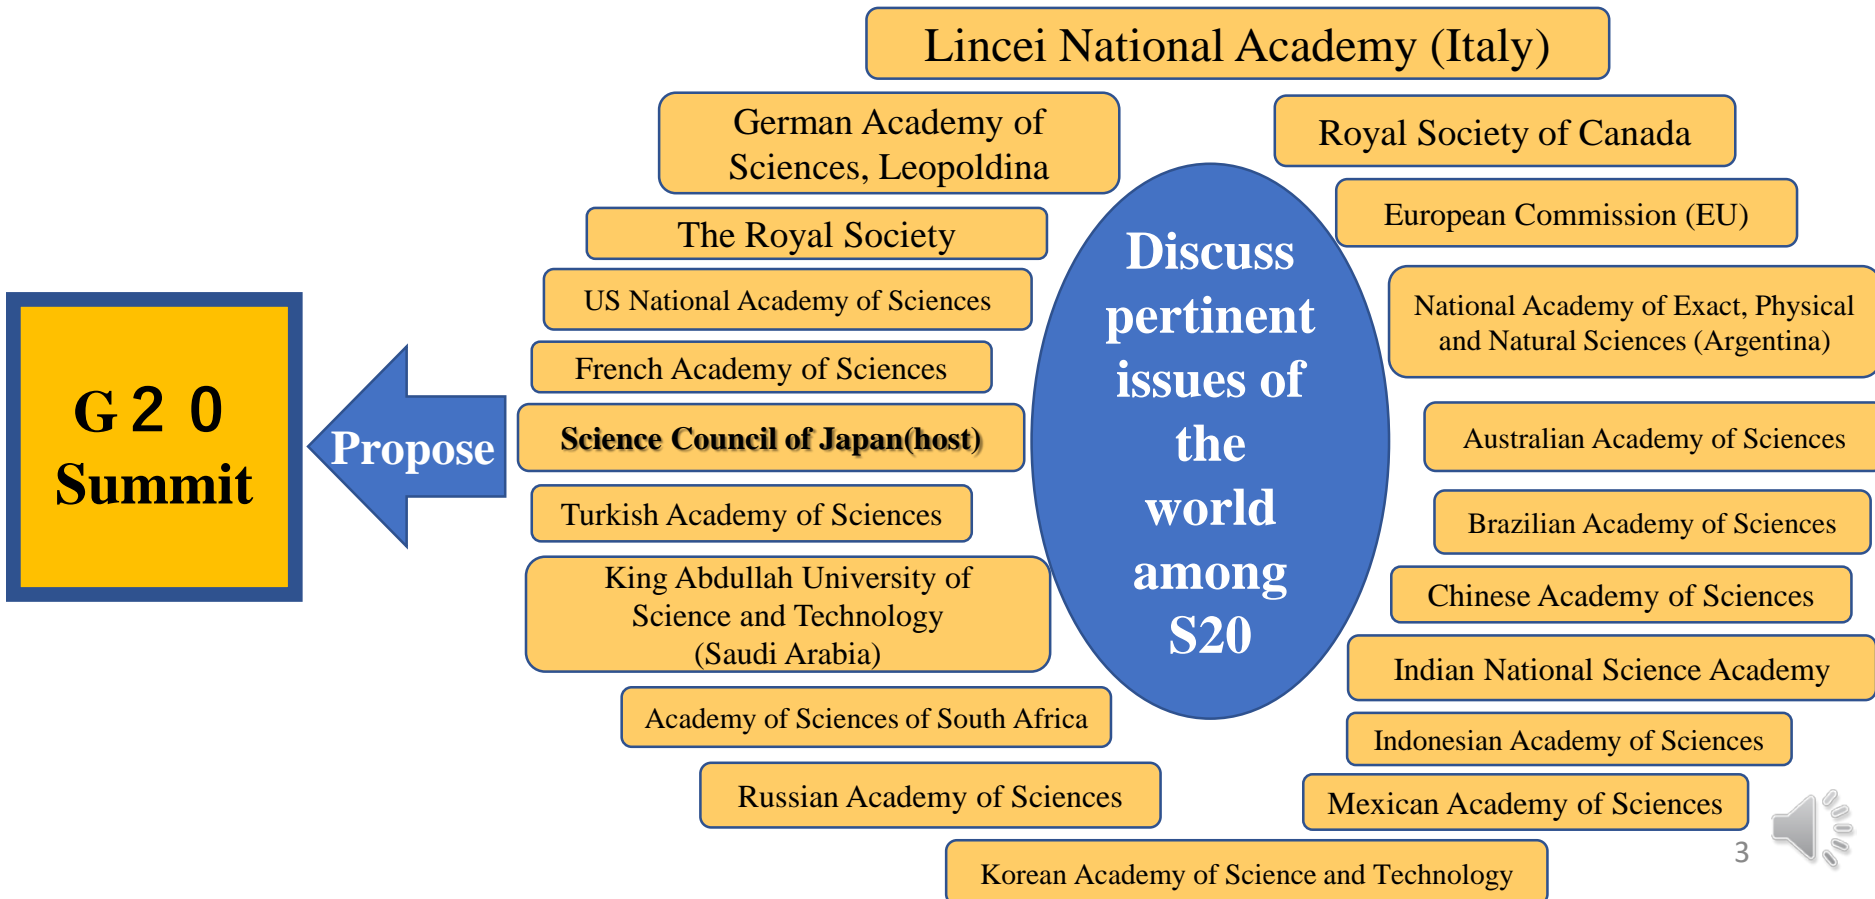 Lincei National Academy (Italy)
German Academy of
Sciences, Leopoldina
Royal Society of Canada
The Royal Society
European Commission (EU)
US National Academy of Sciences
National Academy of Exact, Physical
and Natural Sciences (Argentina)
French Academy of Sciences
Science Council of Japan(host)
Australian Academy of Sciences
Turkish Academy of Sciences
Brazilian Academy of Sciences
King Abdullah University of
Science and Technology
(Saudi Arabia)
Chinese Academy of Sciences
Indian National Science Academy
Academy of Sciences of South Africa
Indonesian Academy of Sciences
Russian Academy of Sciences
Mexican Academy of Sciences
Korean Academy of Science and Technology
Discuss
pertinent
issues of
the
world
among
S20
Propose
G２０
Summit
3